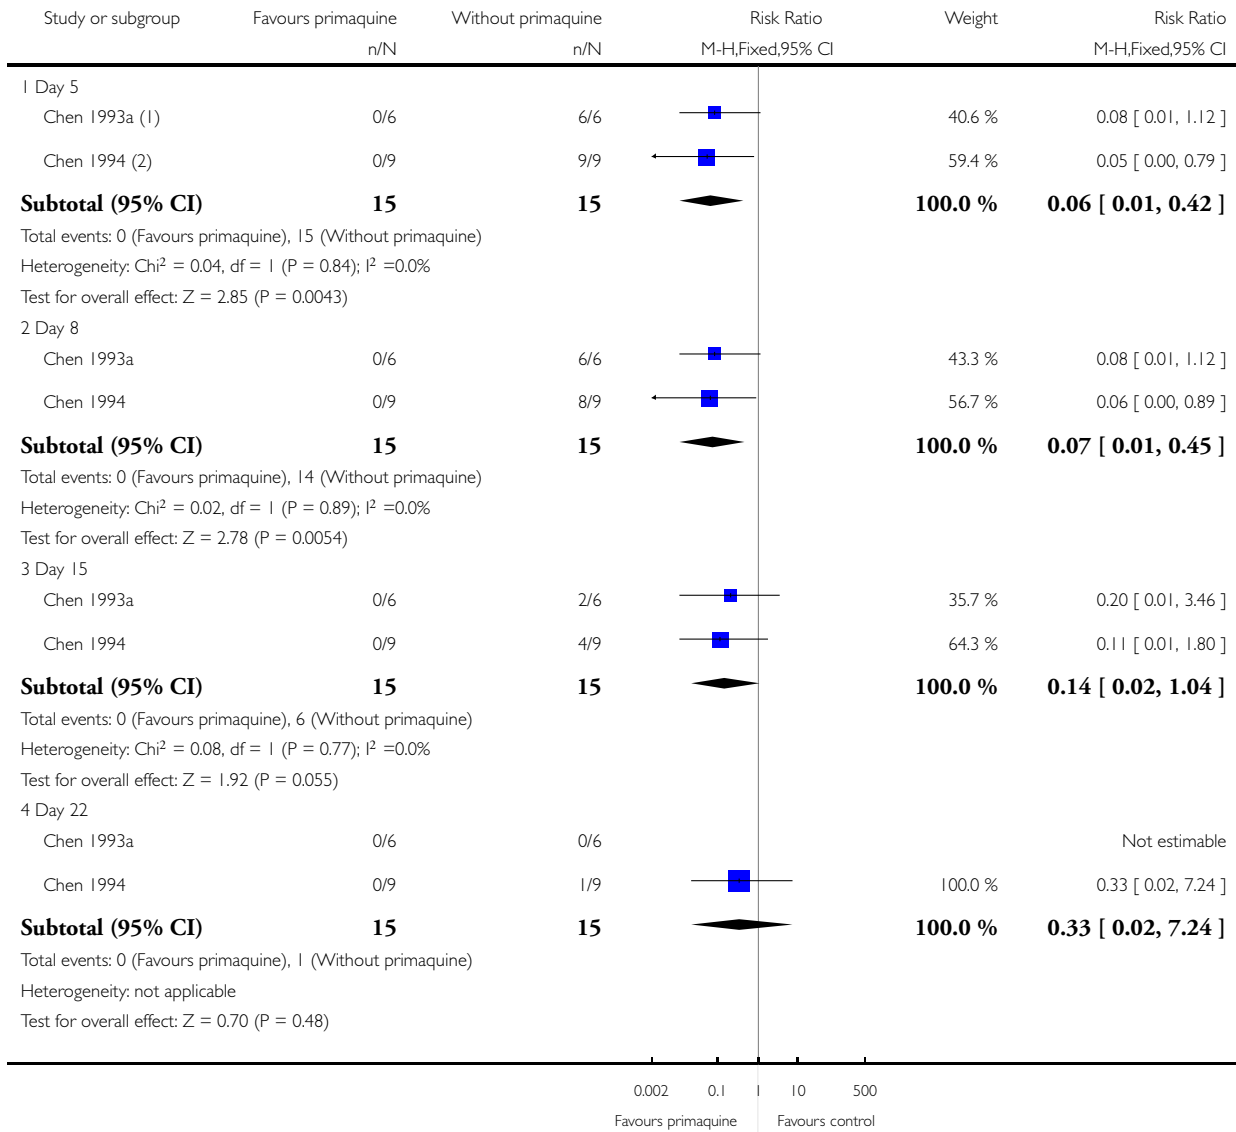 Study or subgroup Favours primaquine Without primaquine Risk Ratio Weight Risk Ratio
n/N n/N M-H,Fixed,95% CI M-H,Fixed,95% CI
1 Day 5
Chen 1993a (1) 0/6 6/6 40.6 % 0.08 [ 0.01, 1.12 ]
Chen 1994 (2) 0/9 9/9 59.4 % 0.05 [ 0.00, 0.79 ]
Subtotal (95% CI) 15 15 100.0 % 0.06 [ 0.01, 0.42 ]
Total events: 0 (Favours primaquine), 15 (Without primaquine)
Heterogeneity: Chi² = 0.04, df = 1 (P = 0.84); I² =0.0%
Test for overall effect: Z = 2.85 (P = 0.0043)
2 Day 8
Chen 1993a 0/6 6/6 43.3 % 0.08 [ 0.01, 1.12 ]
Chen 1994 0/9 8/9 56.7 % 0.06 [ 0.00, 0.89 ]
Subtotal (95% CI) 15 15 100.0 % 0.07 [ 0.01, 0.45 ]
Total events: 0 (Favours primaquine), 14 (Without primaquine)
Heterogeneity: Chi² = 0.02, df = 1 (P = 0.89); I² =0.0%
Test for overall effect: Z = 2.78 (P = 0.0054)
3 Day 15
Chen 1993a 0/6 2/6 35.7 % 0.20 [ 0.01, 3.46 ]
Chen 1994 0/9 4/9 64.3 % 0.11 [ 0.01, 1.80 ]
Subtotal (95% CI) 15 15 100.0 % 0.14 [ 0.02, 1.04 ]
Total events: 0 (Favours primaquine), 6 (Without primaquine)
Heterogeneity: Chi² = 0.08, df = 1 (P = 0.77); I² =0.0%
Test for overall effect: Z = 1.92 (P = 0.055)
4 Day 22
Chen 1993a 0/6 0/6 Not estimable
Chen 1994 0/9 1/9 100.0 % 0.33 [ 0.02, 7.24 ]
Subtotal (95% CI) 15 15 100.0 % 0.33 [ 0.02, 7.24 ]
Total events: 0 (Favours primaquine), 1 (Without primaquine)
Heterogeneity: not applicable
Test for overall effect: Z = 0.70 (P = 0.48)
0.002 0.1 1 10 500
Favours primaquine Favours control